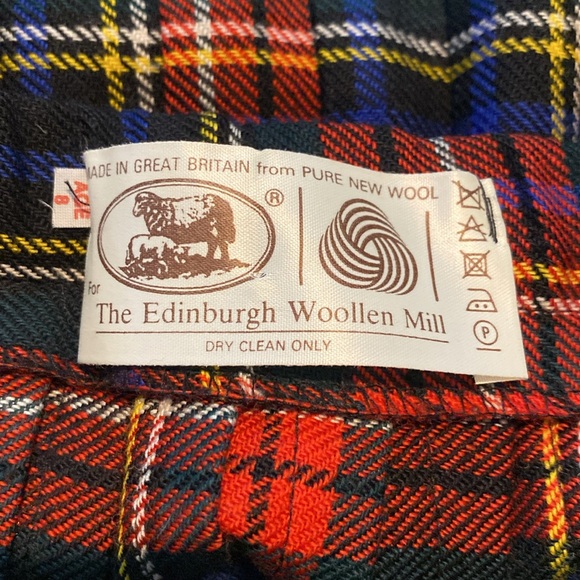 MADE IN GREAT BRITAIN from PURE NEW WOOL
®
For
The Edinburgh Woollen Mill
DRY CLEAN ONLY
P
AGE
8